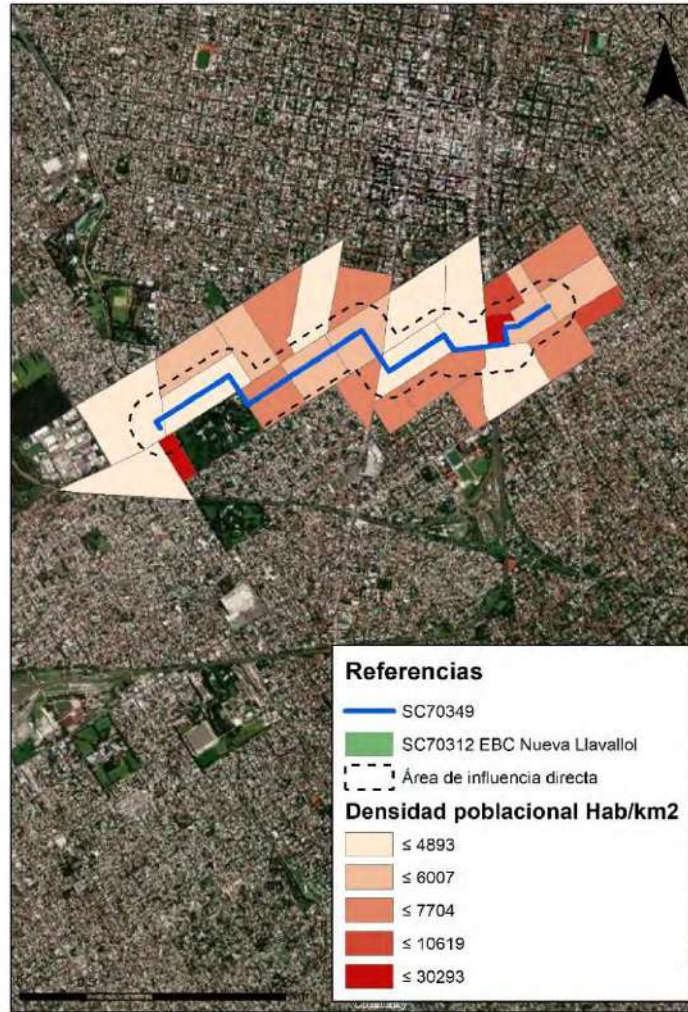 N
Referencias
SC70349
SC70312 EBC Nueva Llavallol
Área de influencia directa
Densidad poblacional Hab/km2
≤ 4893
≤ 6007
≤ 7704
≤ 10619
≤ 30293